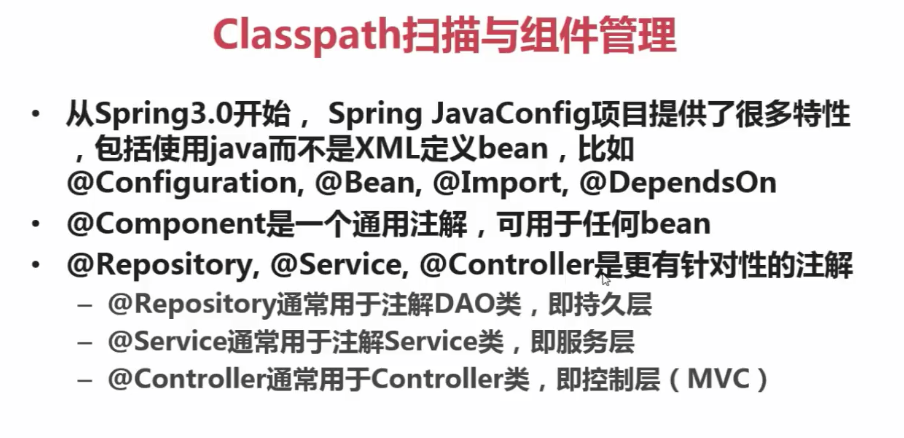 Classpath扫描与组件管理
• 从Spring3.0开始， Spring JavaConfig项目提供了很多特性
，包括使用java而不是XML定义bean，比如
@Configuration, @Bean, @Import, @DependsOn
• @Component是一个通用注解，可用于任何bean
• @Repository, @Service, @Controller是更有针对性的注解
– @Repository通常用于注解DAO类，即持久层
– @Service通常用于注解Service类，即服务层
– @Controller通常用于Controller类，即控制层（MVC）